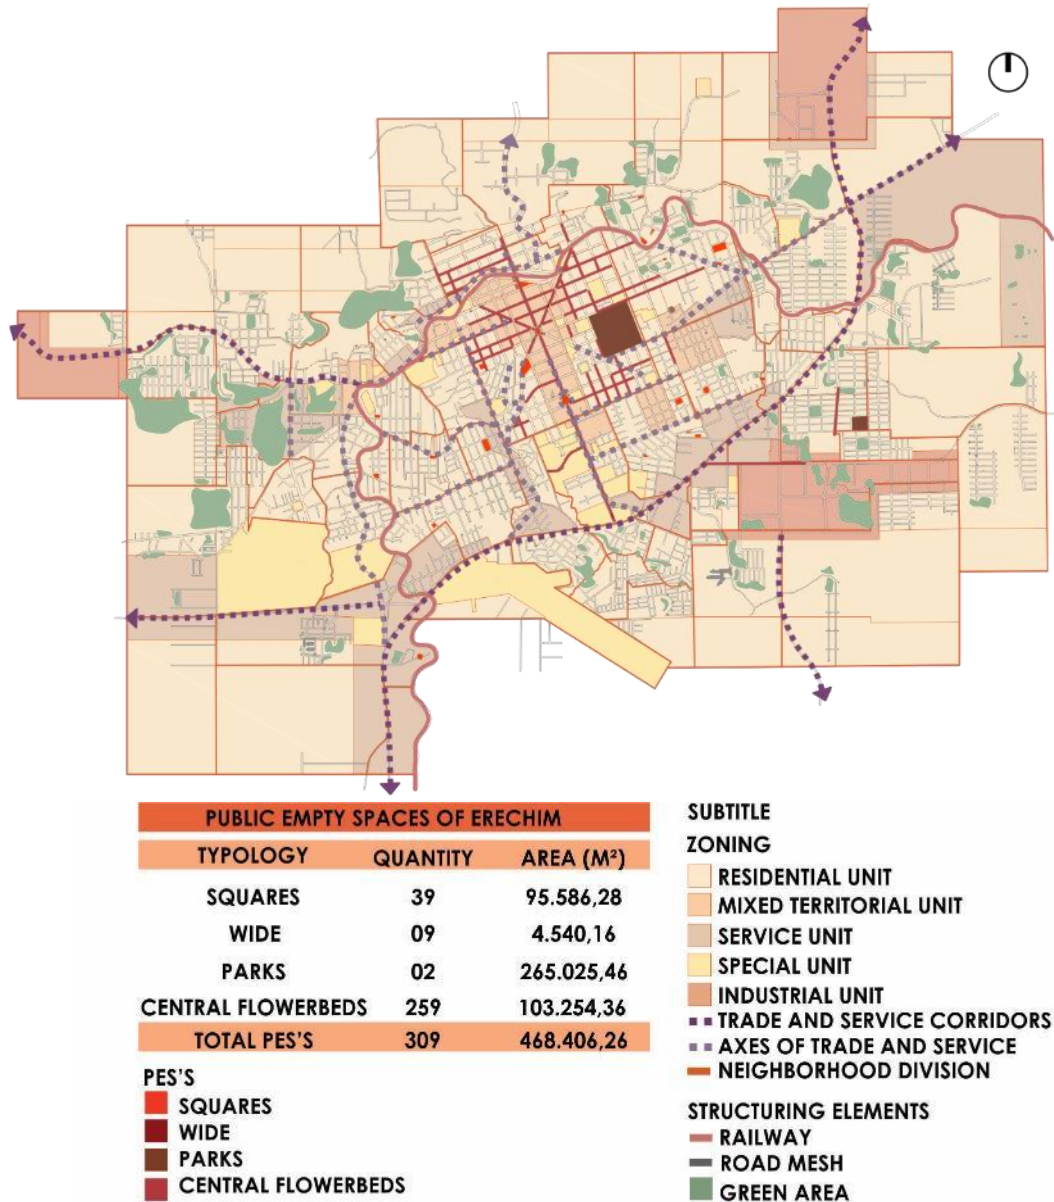 PUBLIC EMPTY SPACES OF ERECHIM
TYPOLOGY QUANTITY AREA (M²)
SQUARES 39 95.586,28
WIDE 09 4.540,16
PARKS 02 265.025,46
CENTRAL FLOWERBEDS 259 103.254,36
TOTAL PES'S 309 468.406,26
PES'S
SQUARES
WIDE
PARKS
CENTRAL FLOWERBEDS
SUBTITLE
ZONING
RESIDENTIAL UNIT
MIXED TERRITORIAL UNIT
SERVICE UNIT
SPECIAL UNIT
INDUSTRIAL UNIT
TRADE AND SERVICE CORRIDORS
AXES OF TRADE AND SERVICE
NEIGHBORHOOD DIVISION
STRUCTURING ELEMENTS
RAILWAY
ROAD MESH
GREEN AREA